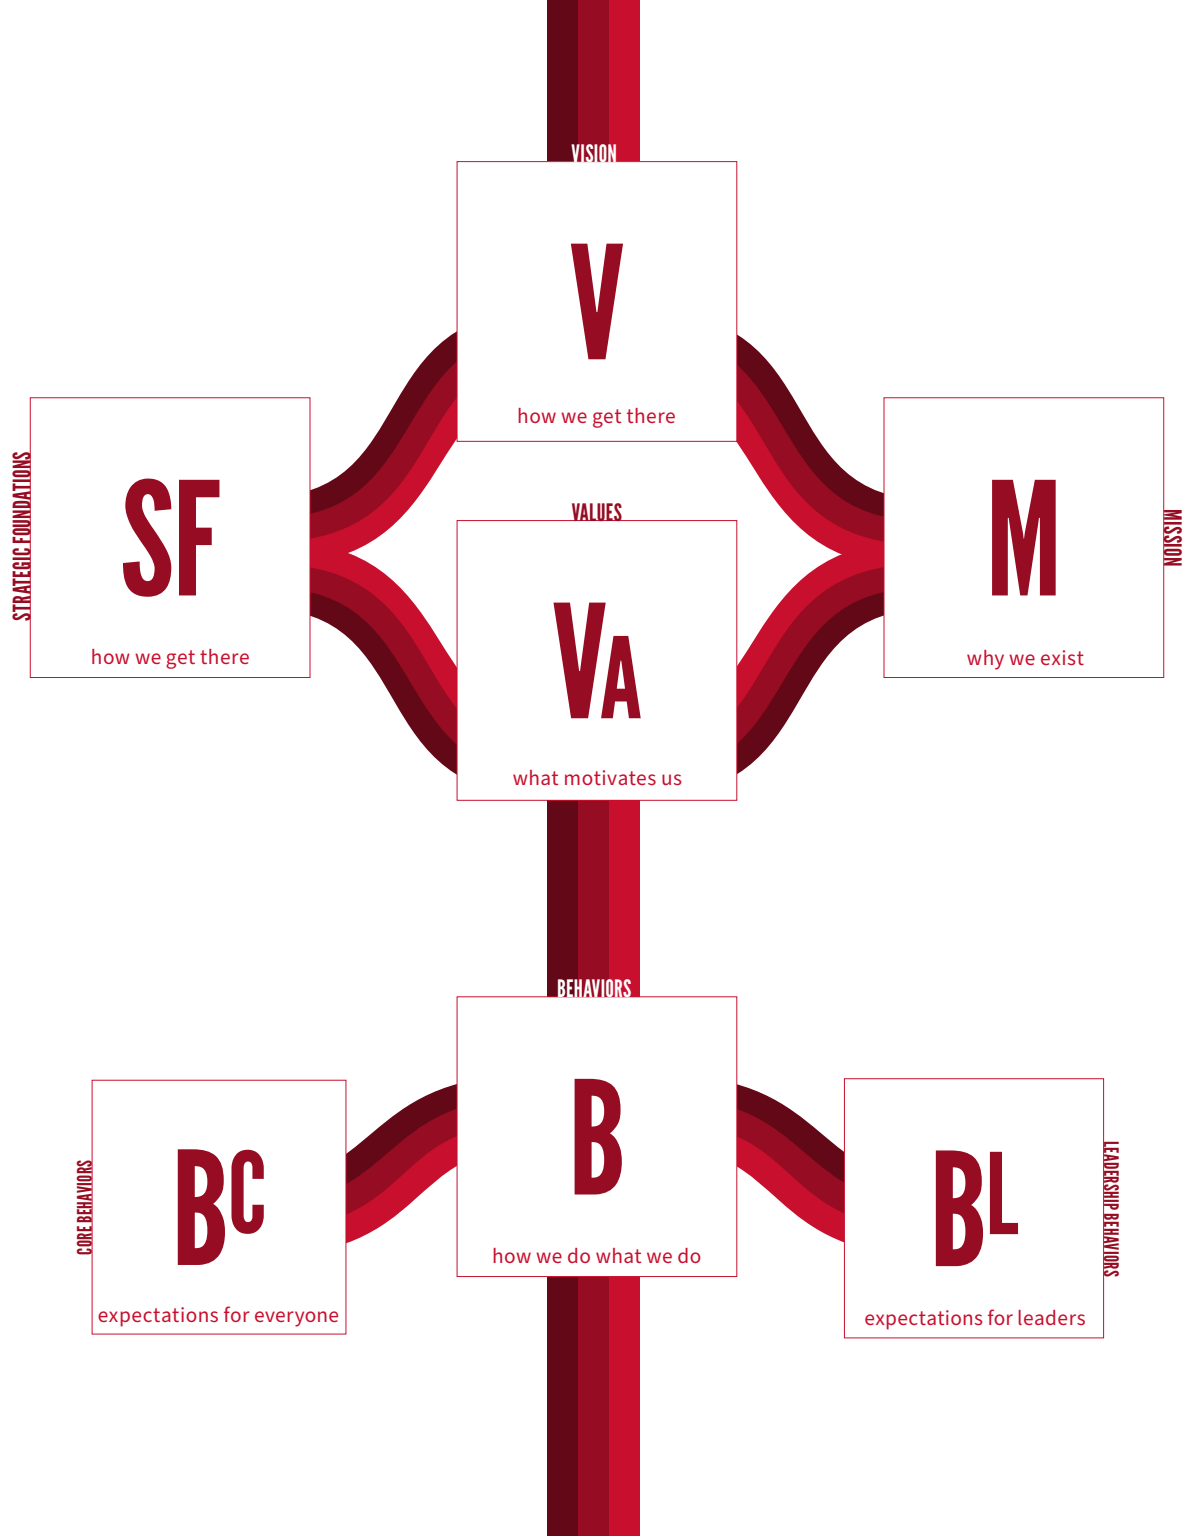 VISION
V
how we get there
STRATEGIC FOUNDATIONS
SF
how we get there
MISSION
M
why we exist
VALUES
VA
what motivates us
BEHAVIORS
B
how we do what we do
CORE BEHAVIORS
BC
expectations for everyone
LEADERSHIP BEHAVIORS
BL
expectations for leaders